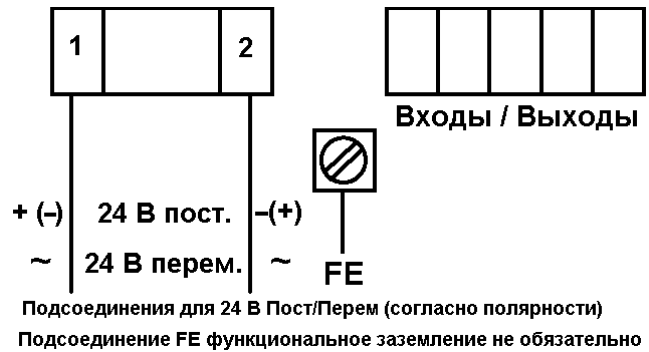 1 2
Входы / Выходы
+ (–) 24 В пост. –(+)
~ 24 В перем. ~
FE
Подсоединения для 24 В Пост/Перем (согласно полярности)
Подсоединение FE функциональное заземление не обязательно